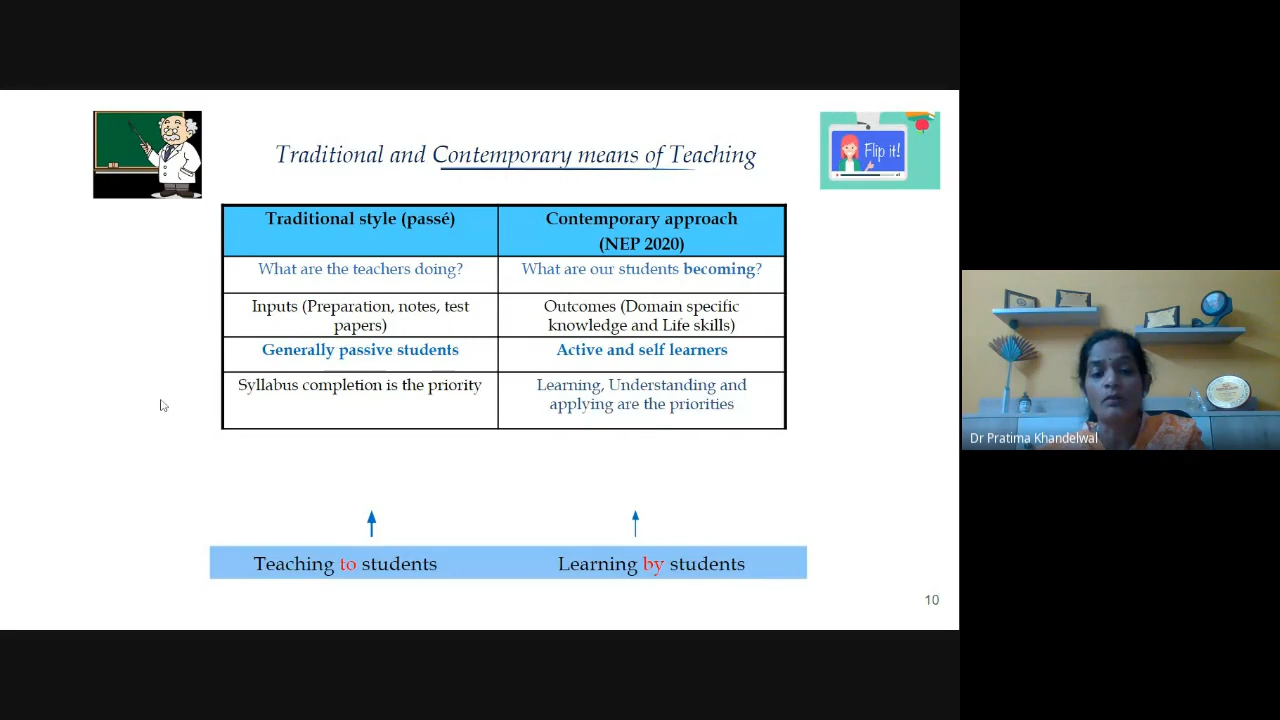 Traditional and Contemporary means of Teaching
Flip it!
Traditional style (passé)
Contemporary approach
(NEP 2020)
What are the teachers doing?
What are our students becoming?
Inputs (Preparation, notes, test
papers)
Outcomes (Domain specific
knowledge and Life skills)
Generally passive students
Active and self learners
Syllabus completion is the priority
Learning, Understanding and
applying are the priorities
Teaching to students
Learning by students
10
Dr Pratima Khandelwal